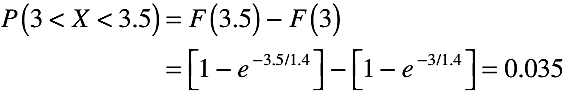 P(3 < X < 3.5) = F(3.5) − F(3)
= [1 − e^{−3.5/1.4}] − [1 − e^{−3/1.4}] = 0.035